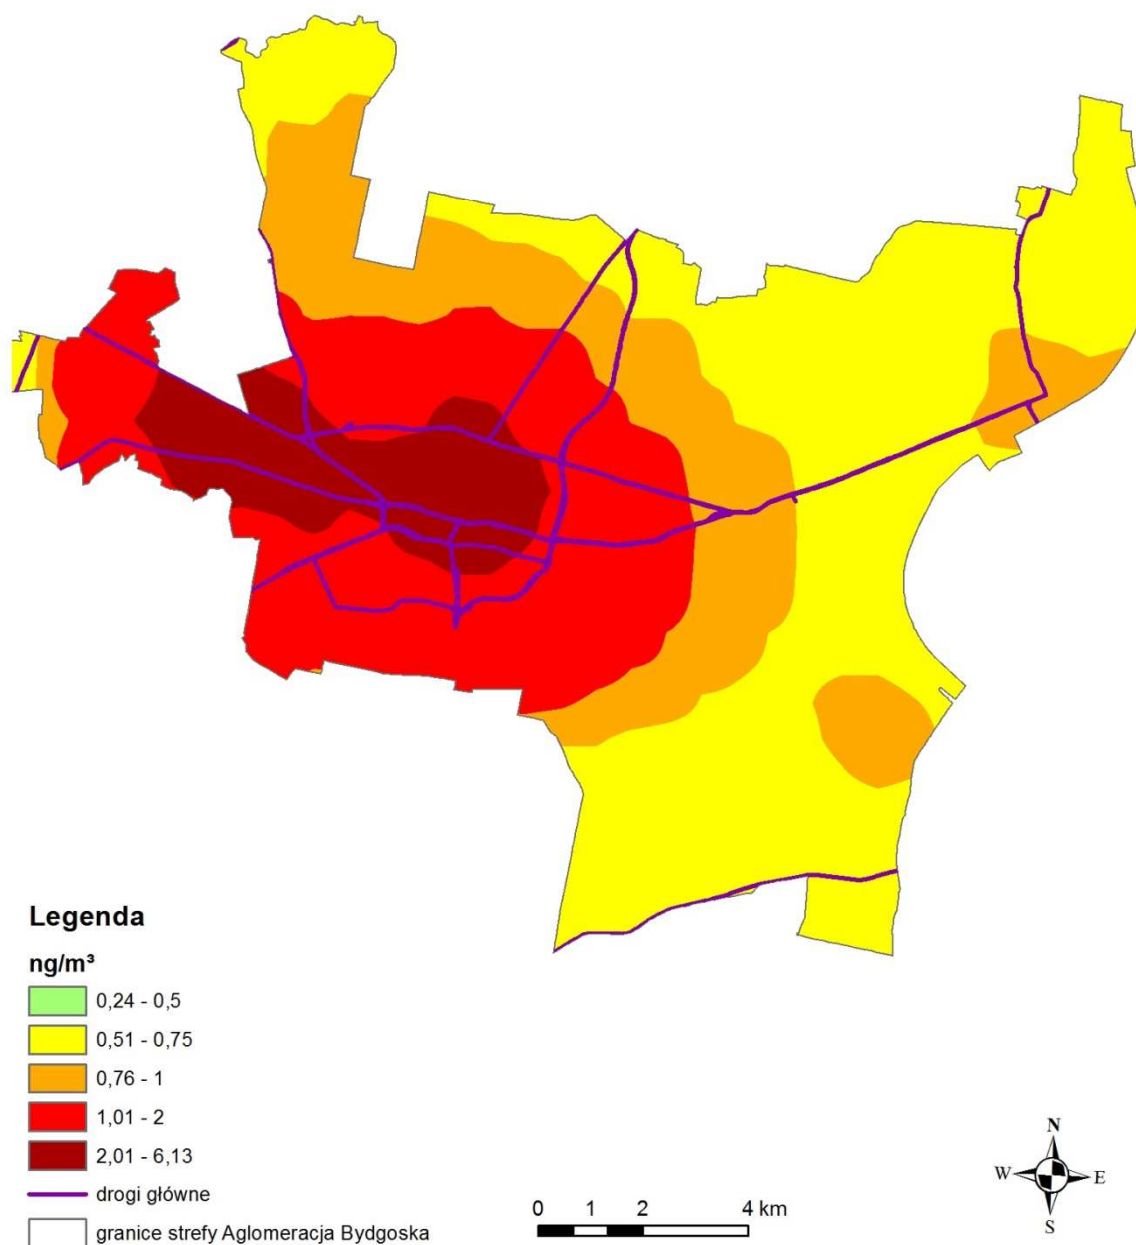 Legenda
ng/m³
0,24 - 0,5
0,51 - 0,75
0,76 - 1
1,01 - 2
2,01 - 6,13
drogi główne
granice strefy Aglomeracja Bydgoska
0 1 2 4 km
N
W E
S